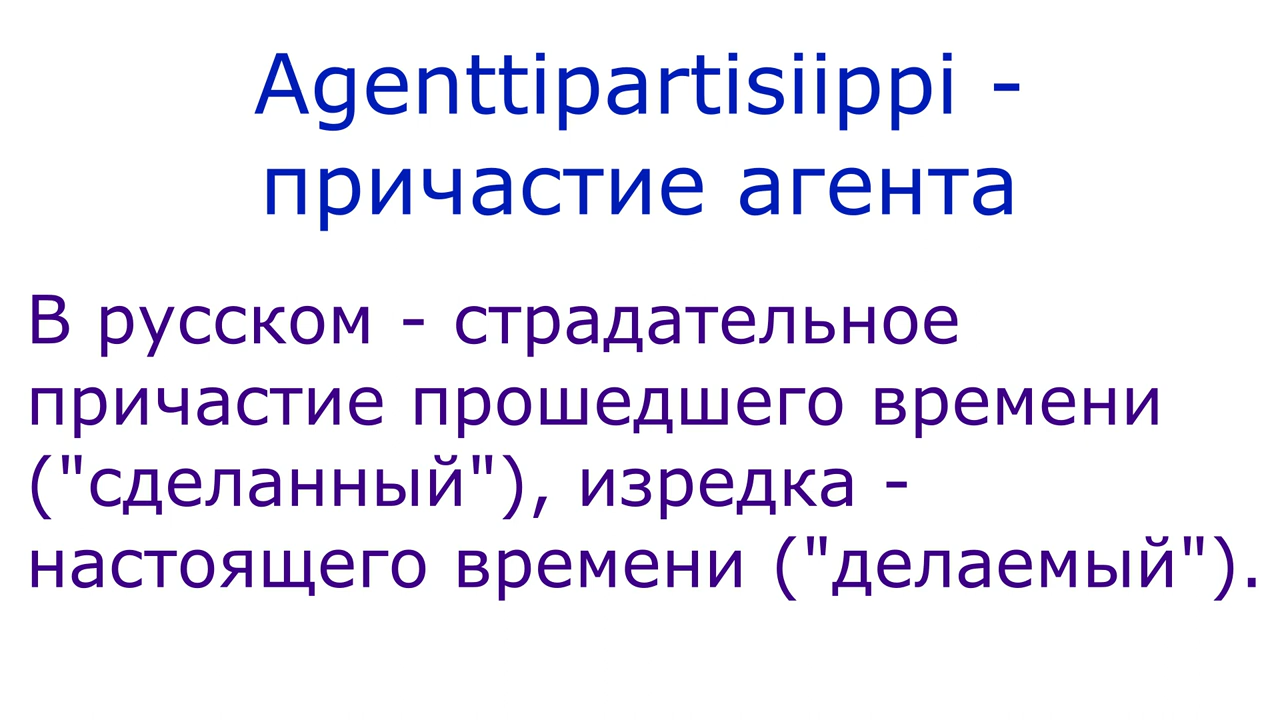 Agenttipartisiippi -
причастие агента
В русском - страдательное
причастие прошедшего времени
("сделанный"), изредка -
настоящего времени ("делаемый").